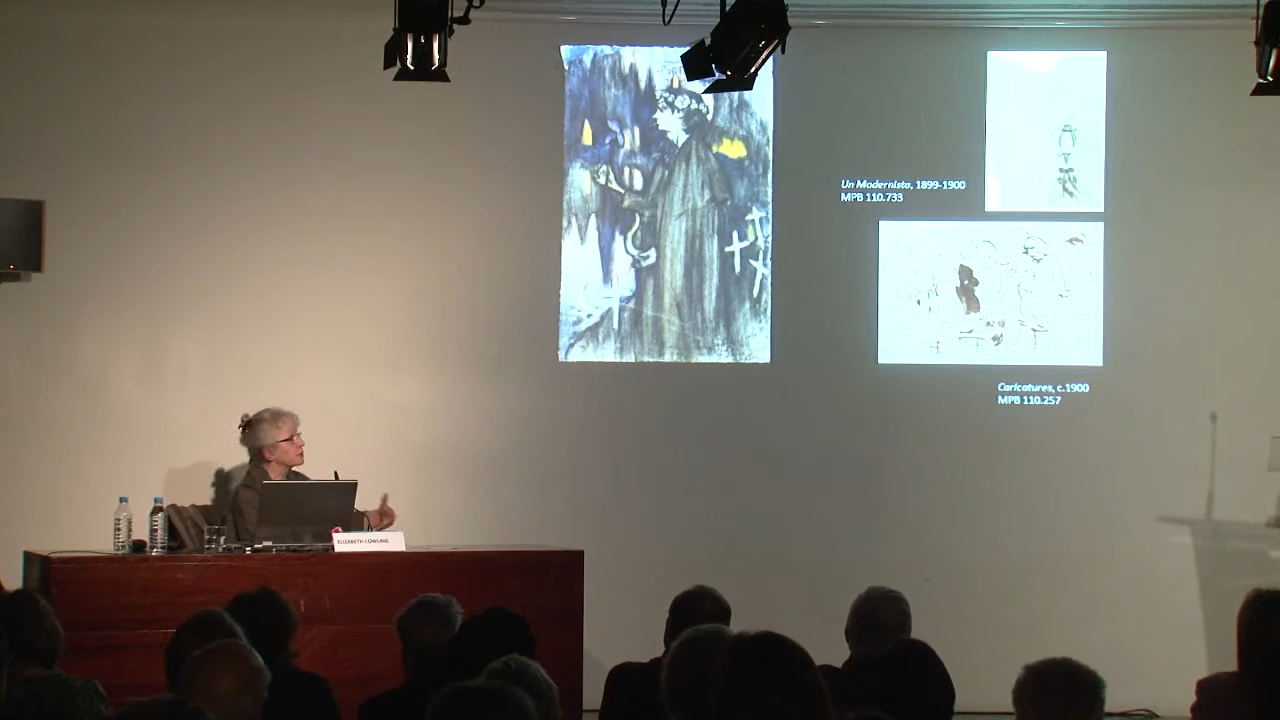 Un Modernista, 1899-1900
MPB 110.733
Caricatures, c.1900
MPB 110.257
ELIZABETH COWLING